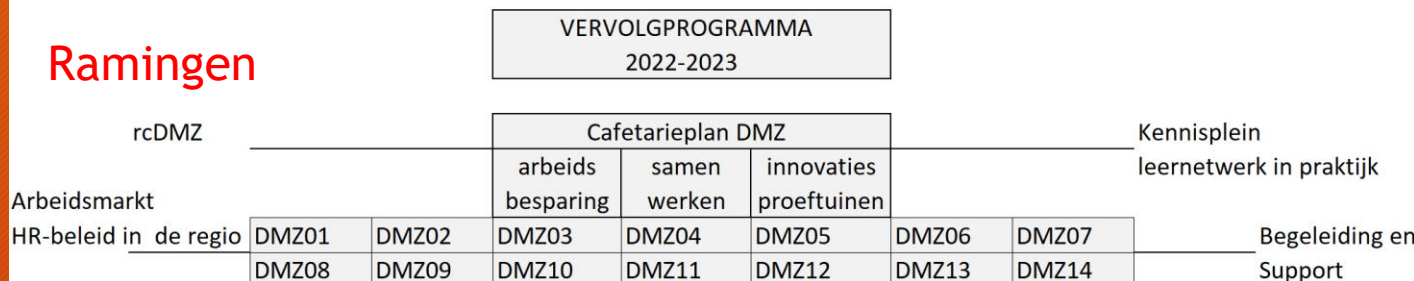 VERVOLGPROGRAMMA
2022-2023
Ramingen
rcDMZ
Cafetarieplan DMZ
Kennisplein
leernetwerk in praktijk
arbeids besparing
samen werken
innovaties proeftuinen
Arbeidsmarkt
HR-beleid in de regio
DMZ01 DMZ02 DMZ03 DMZ04 DMZ05 DMZ06 DMZ07
DMZ08 DMZ09 DMZ10 DMZ11 DMZ12 DMZ13 DMZ14
Begeleiding en
Support